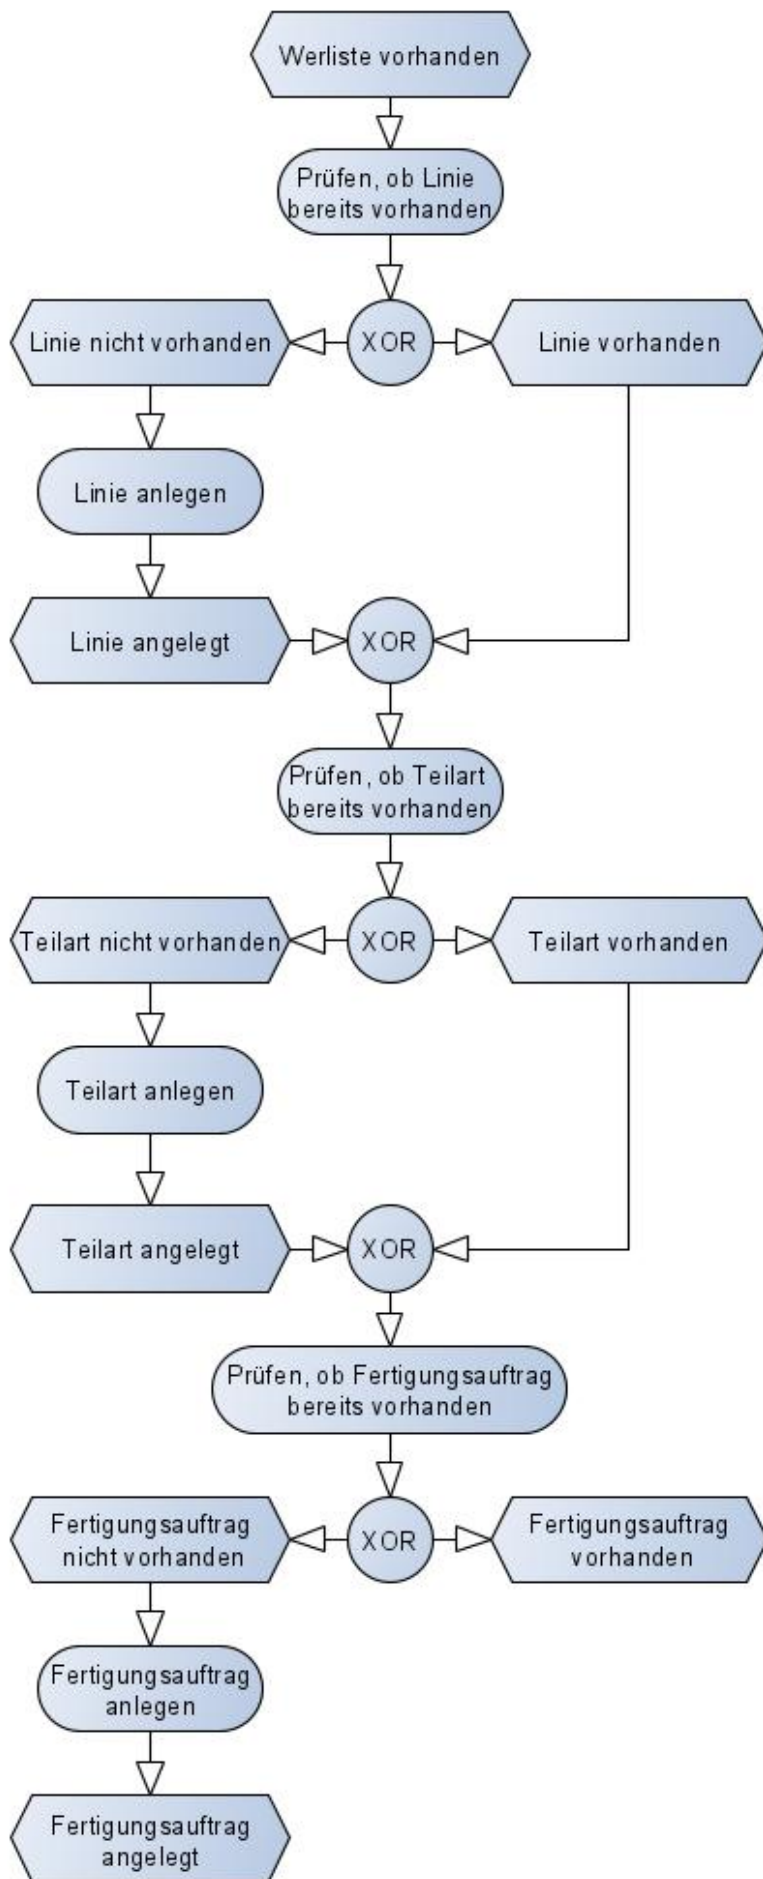 Werliste vorhanden
Prüfen, ob Linie
bereits vorhanden
Linie nicht vorhanden
XOR
Linie vorhanden
Linie anlegen
Linie angelegt
XOR
Prüfen, ob Teilart
bereits vorhanden
Teilart nicht vorhanden
XOR
Teilart vorhanden
Teilart anlegen
Teilart angelegt
XOR
Prüfen, ob Fertigungsauftrag
bereits vorhanden
Fertigungsauftrag
nicht vorhanden
XOR
Fertigungsauftrag
vorhanden
Fertigungsauftrag
anlegen
Fertigungsauftrag
angelegt